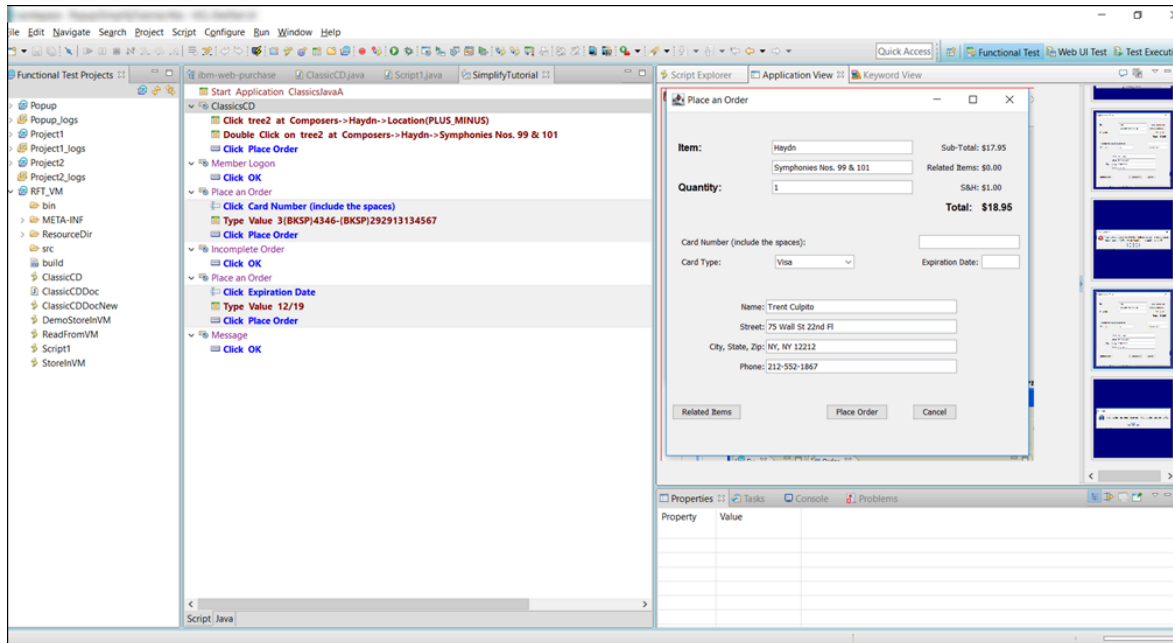 File Edit Navigate Search Project Script Configure Run Window Help
Quick Access
Functional Test
Web UI Test
Test Executi
Functional Test Projects
Popup
Popup_logs
Project1
Project1_logs
Project2
Project2_logs
RFT_VM
bin
META-INF
ResourceDir
src
build
ClassicCD
ClassicCDDoc
ClassicCDDocNew
DemoStoreInVM
ReadFromVM
Script1
StoreInVM
ibm-web-purchase
ClassicCD.java
Script1.java
SimplifyTutorial
Start Application ClassicsJavaA
ClassicsCD
Click tree2 at Composers->Haydn->Location(PLUS_MINUS)
Double Click on tree2 at Composers->Haydn->Symphonies Nos. 99 & 101
Click Place Order
Member Logon
Click OK
Place an Order
Click Card Number (include the spaces)
Type Value 3(BKSP)4346-(BKSP)292913134567
Click Place Order
Incomplete Order
Click OK
Place an Order
Click Expiration Date
Type Value 12/19
Click Place Order
Message
Click OK
Script Java
Script Explorer
Application View
Keyword View
Place an Order
Item: Haydn Sub-Total: $17.95
Symphonies Nos. 99 & 101 Related Items: $0.00
Quantity: 1 S&H: $1.00
Total: $18.95
Card Number (include the spaces):
Card Type: Visa Expiration Date:
Name: Trent Culpito
Street: 75 Wall St 22nd Fl
City, State, Zip: NY, NY 12212
Phone: 212-552-1867
Related Items Place Order Cancel
Properties Tasks Console Problems
Property Value